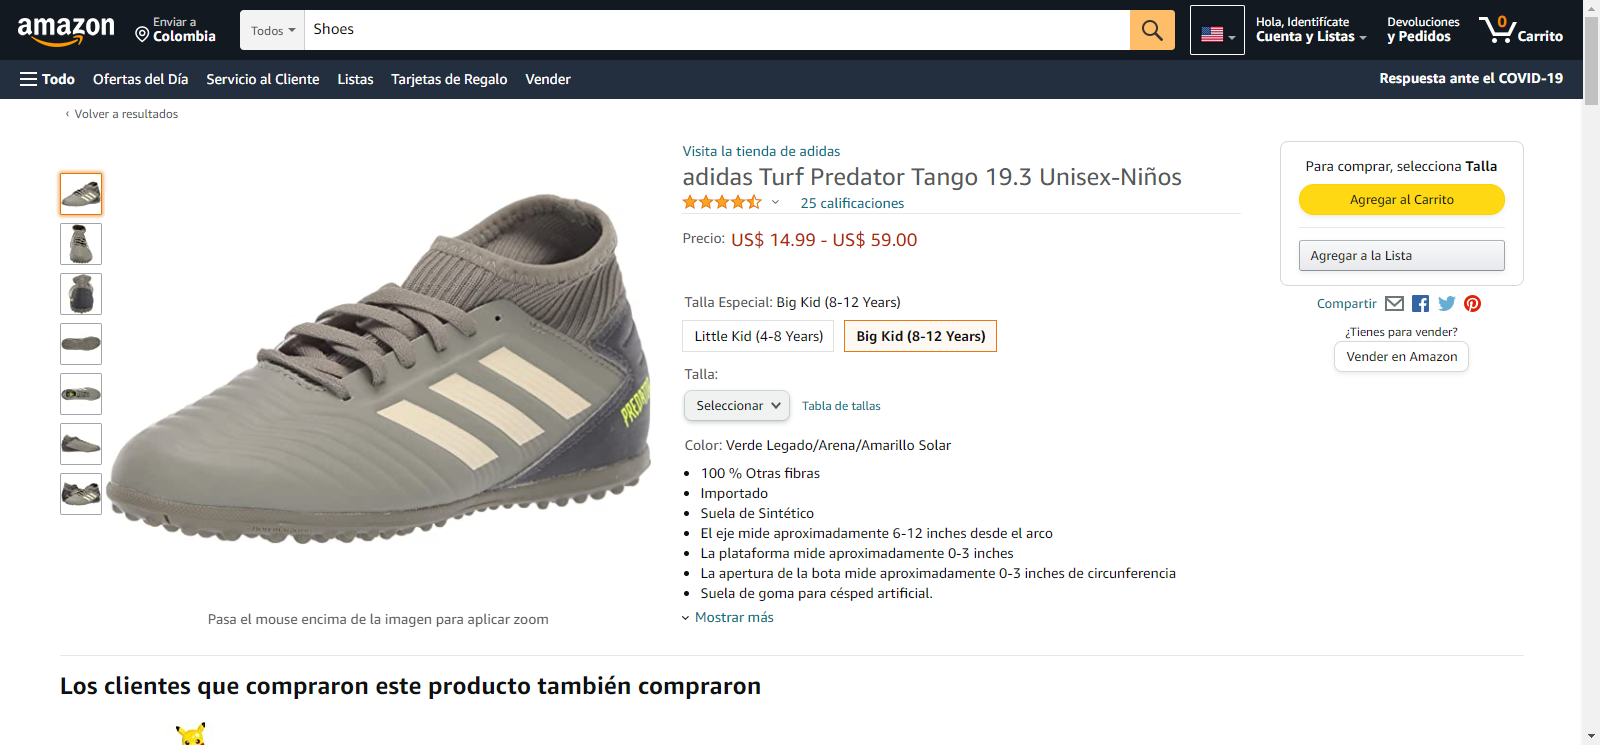 amazon
Enviar a
Colombia
Todos
Shoes
Hola, Identifícate
Cuenta y Listas
Devoluciones
y Pedidos
0
Carrito
Todo
Ofertas del Día
Servicio al Cliente
Listas
Tarjetas de Regalo
Vender
Respuesta ante el COVID-19
‹ Volver a resultados
Visita la tienda de adidas
adidas Turf Predator Tango 19.3 Unisex-Niños
25 calificaciones
Precio: US$ 14.99 - US$ 59.00
Talla Especial: Big Kid (8-12 Years)
Little Kid (4-8 Years)
Big Kid (8-12 Years)
Talla:
Seleccionar
Tabla de tallas
Color: Verde Legado/Arena/Amarillo Solar
• 100 % Otras fibras
• Importado
• Suela de Sintético
• El eje mide aproximadamente 6-12 inches desde el arco
• La plataforma mide aproximadamente 0-3 inches
• La apertura de la bota mide aproximadamente 0-3 inches de circunferencia
• Suela de goma para césped artificial.
Mostrar más
Para comprar, selecciona Talla
Agregar al Carrito
Agregar a la Lista
Compartir
¿Tienes para vender?
Vender en Amazon
Pasa el mouse encima de la imagen para aplicar zoom
Los clientes que compraron este producto también compraron